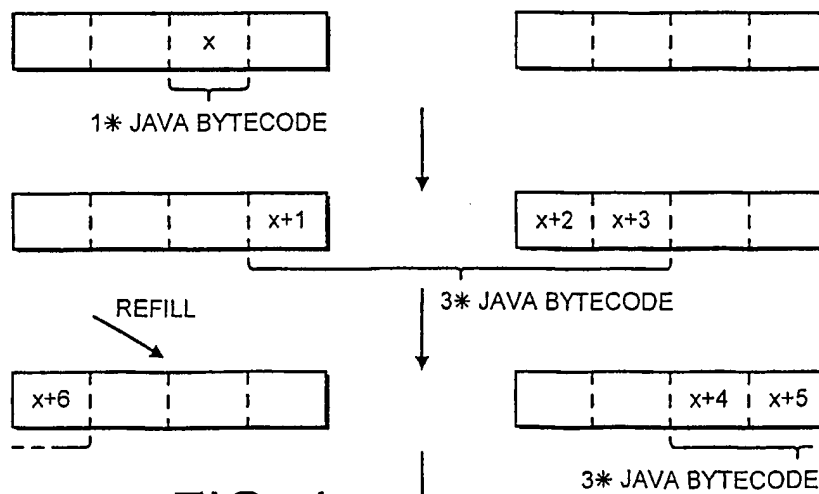 x
1* JAVA BYTECODE
x+1 x+2 x+3
3* JAVA BYTECODE
REFILL
x+6 x+4 x+5
3* JAVA BYTECODE